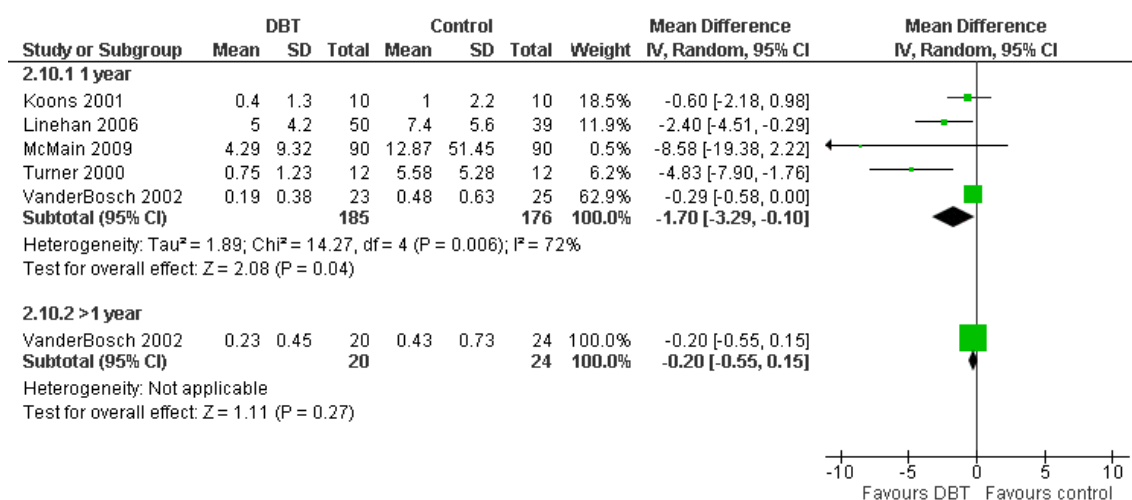 DBT Control Mean Difference Mean Difference
Study or Subgroup Mean SD Total Mean SD Total Weight IV, Random, 95% CI IV, Random, 95% CI
2.10.1 1 year
Koons 2001 0.4 1.3 10 1 2.2 10 18.5% -0.60 [-2.18, 0.98]
Linehan 2006 5 4.2 50 7.4 5.6 39 11.9% -2.40 [-4.51, -0.29]
McMain 2009 4.29 9.32 90 12.87 51.45 90 0.5% -8.58 [-19.38, 2.22]
Turner 2000 0.75 1.23 12 5.58 5.28 12 6.2% -4.83 [-7.90, -1.76]
VanderBosch 2002 0.19 0.38 23 0.48 0.63 25 62.9% -0.29 [-0.58, 0.00]
Subtotal (95% CI) 185 176 100.0% -1.70 [-3.29, -0.10]
Heterogeneity: Tau² = 1.89; Chi² = 14.27, df = 4 (P = 0.006); I² = 72%
Test for overall effect: Z = 2.08 (P = 0.04)
2.10.2 >1 year
VanderBosch 2002 0.23 0.45 20 0.43 0.73 24 100.0% -0.20 [-0.55, 0.15]
Subtotal (95% CI) 20 24 100.0% -0.20 [-0.55, 0.15]
Heterogeneity: Not applicable
Test for overall effect: Z = 1.11 (P = 0.27)
-10 -5 0 5 10
Favours DBT Favours control